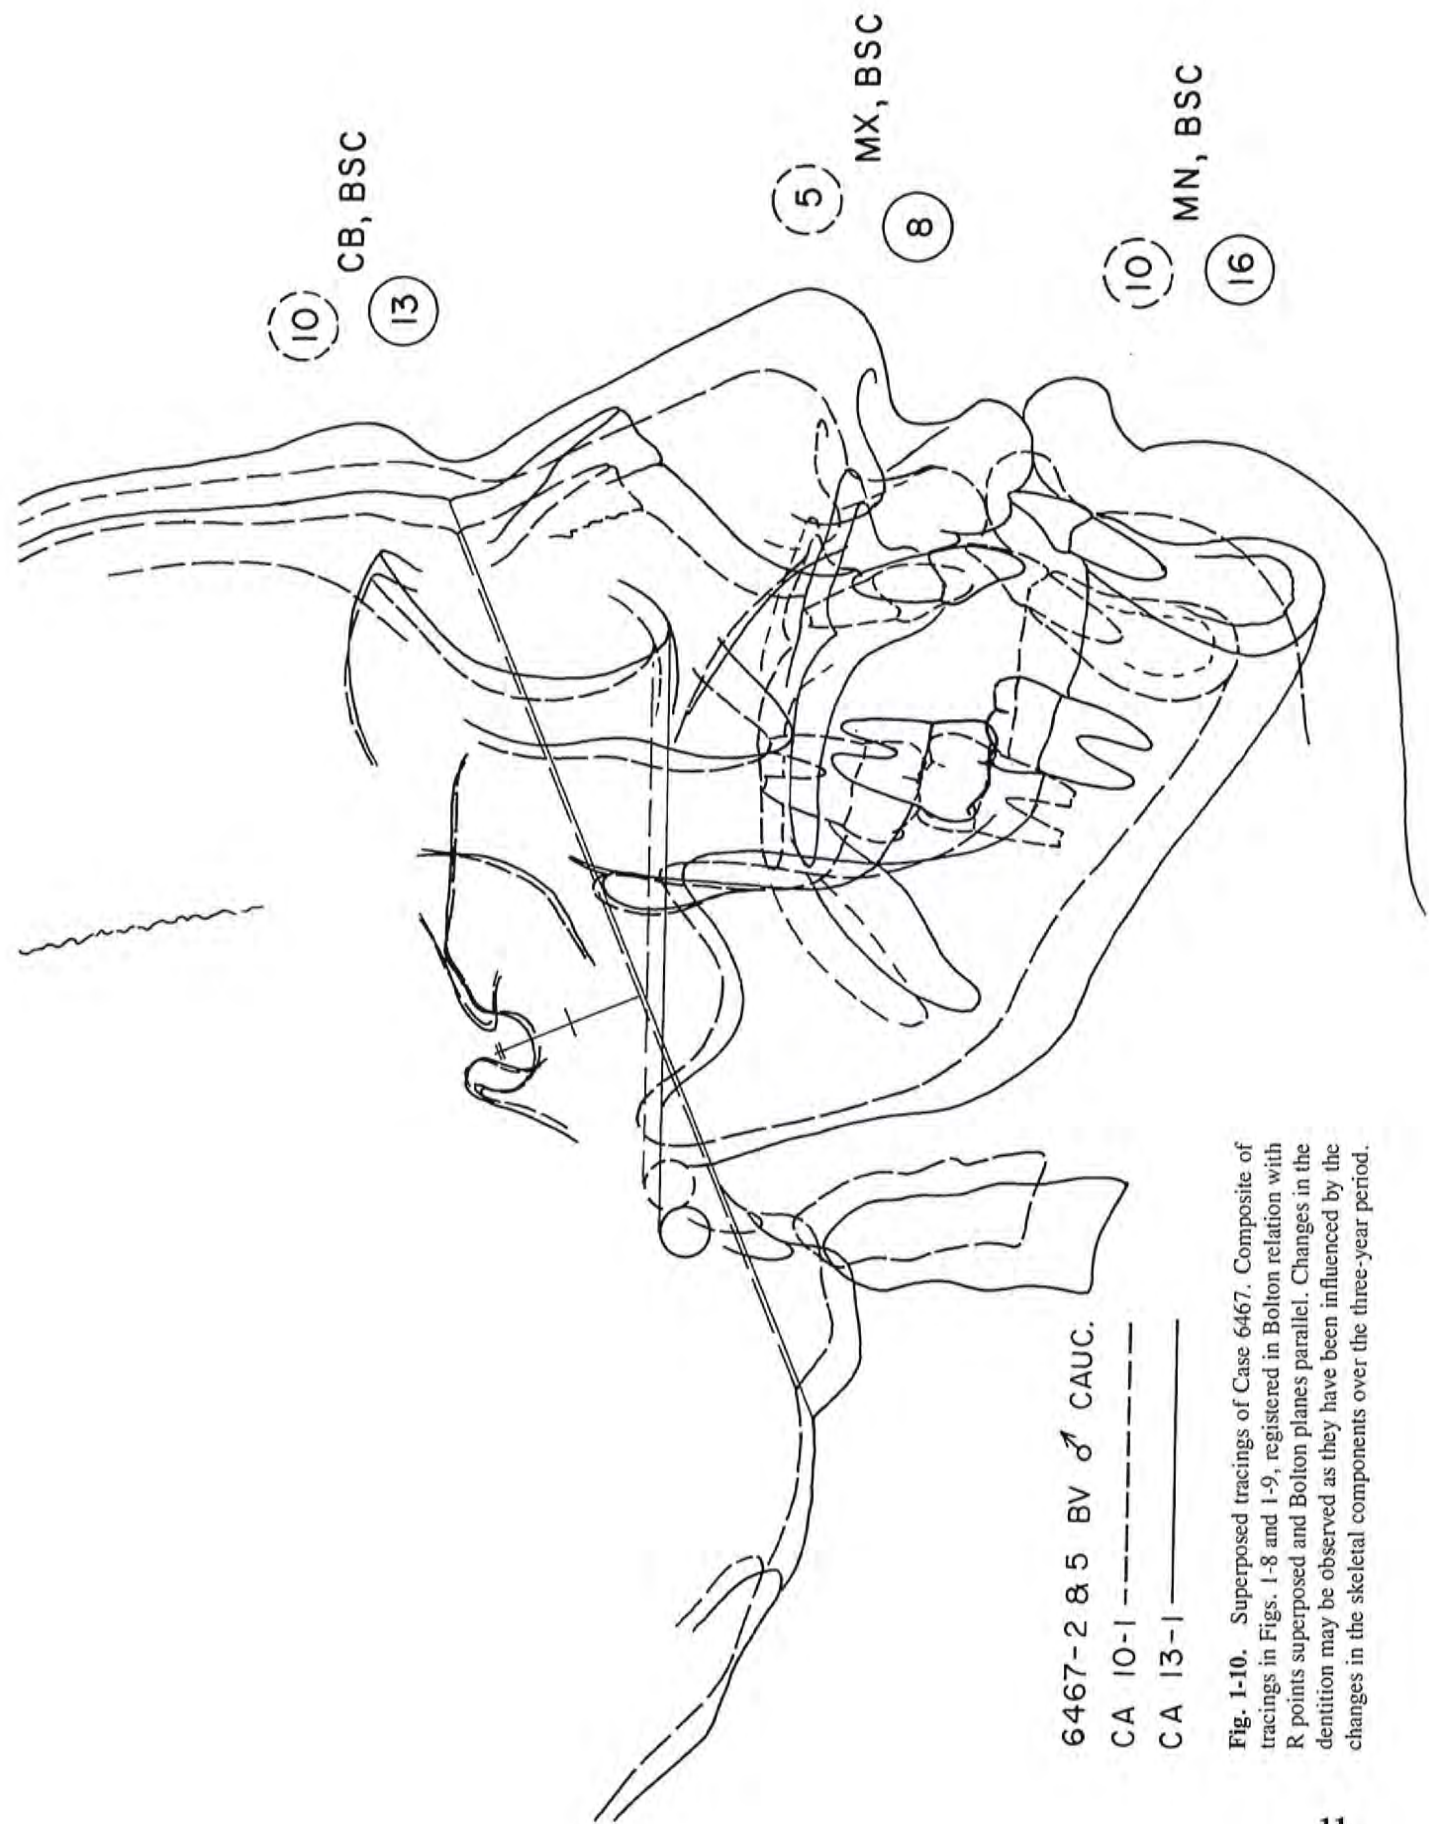 10
CB, BSC
13
5
MX, BSC
8
10
MN, BSC
16
6467-2 & 5 BV ♂ CAUC.
CA 10-1
CA 13-1
Fig. 1-10. Superposed tracings of Case 6467. Composite of
tracings in Figs. 1-8 and 1-9, registered in Bolton relation with
R points superposed and Bolton planes parallel. Changes in the
dentition may be observed as they have been influenced by the
changes in the skeletal components over the three-year period.
11